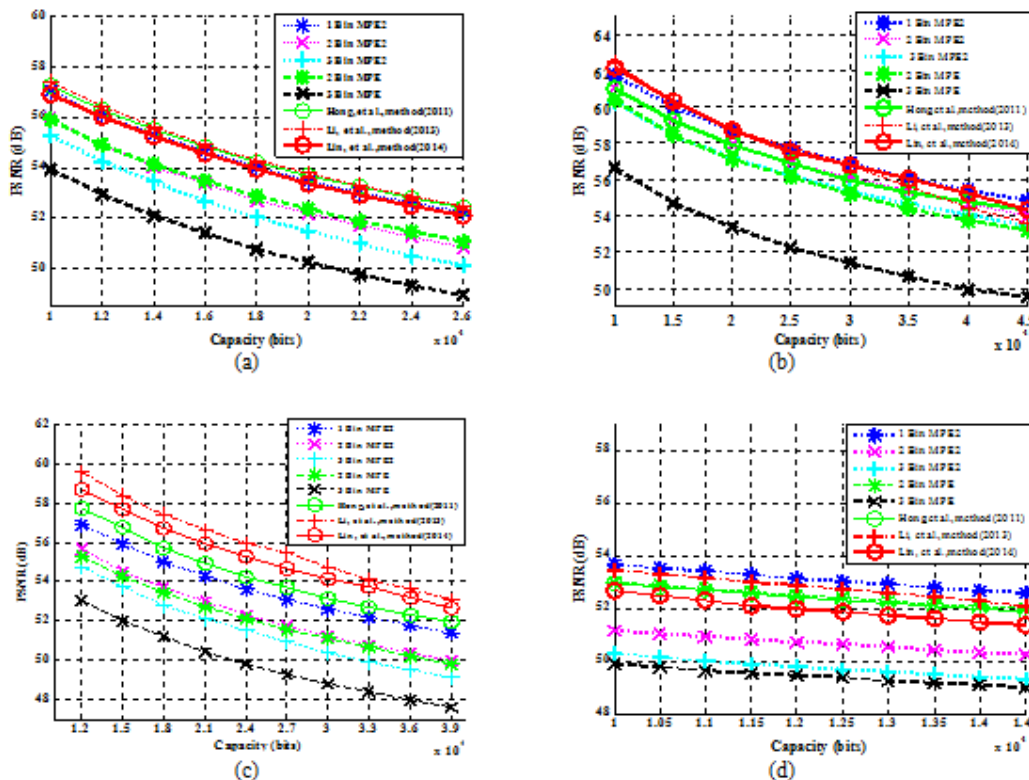 60
58
56
54
52
50
PSNR (dB)
1 Bin MPE2
2 Bin MPE2
3 Bin MPE2
2 Bin MPE
3 Bin MPE
Hong, et al., method(2011)
Li, et al., method(2013)
Lin, et al., method(2014)
1 1.2 1.4 1.6 1.8 2 2.2 2.4 2.6
x 10^4
Capacity (bits)
(a)
64
62
60
58
56
54
52
50
PSNR (dB)
1 Bin MPE2
2 Bin MPE2
3 Bin MPE2
2 Bin MPE
3 Bin MPE
Hong et al., method(2011)
Li, et al., method(2013)
Lin, et al., method(2014)
1 1.5 2 2.5 3 3.5 4 4.5
x 10^4
Capacity (bits)
(b)
62
60
58
56
54
52
50
48
PSNR (dB)
1 Bin MPE2
2 Bin MPE2
3 Bin MPE2
2 Bin MPE
3 Bin MPE
Hong, et al., method(2011)
Li, et al., method(2013)
Lin, et al., method(2014)
1.2 1.5 1.8 2.1 2.4 2.7 3 3.3 3.6 3.9
x 10^4
Capacity (bits)
(c)
58
56
54
52
50
48
PSNR (dB)
1 Bin MPE2
2 Bin MPE2
3 Bin MPE2
2 Bin MPE
3 Bin MPE
Hong et al., method(2011)
Li, et al., method(2013)
Lin, et al., method(2014)
1 1.05 1.1 1.15 1.2 1.25 1.3 1.35 1.4
x 10^4
Capacity (bits)
(d)